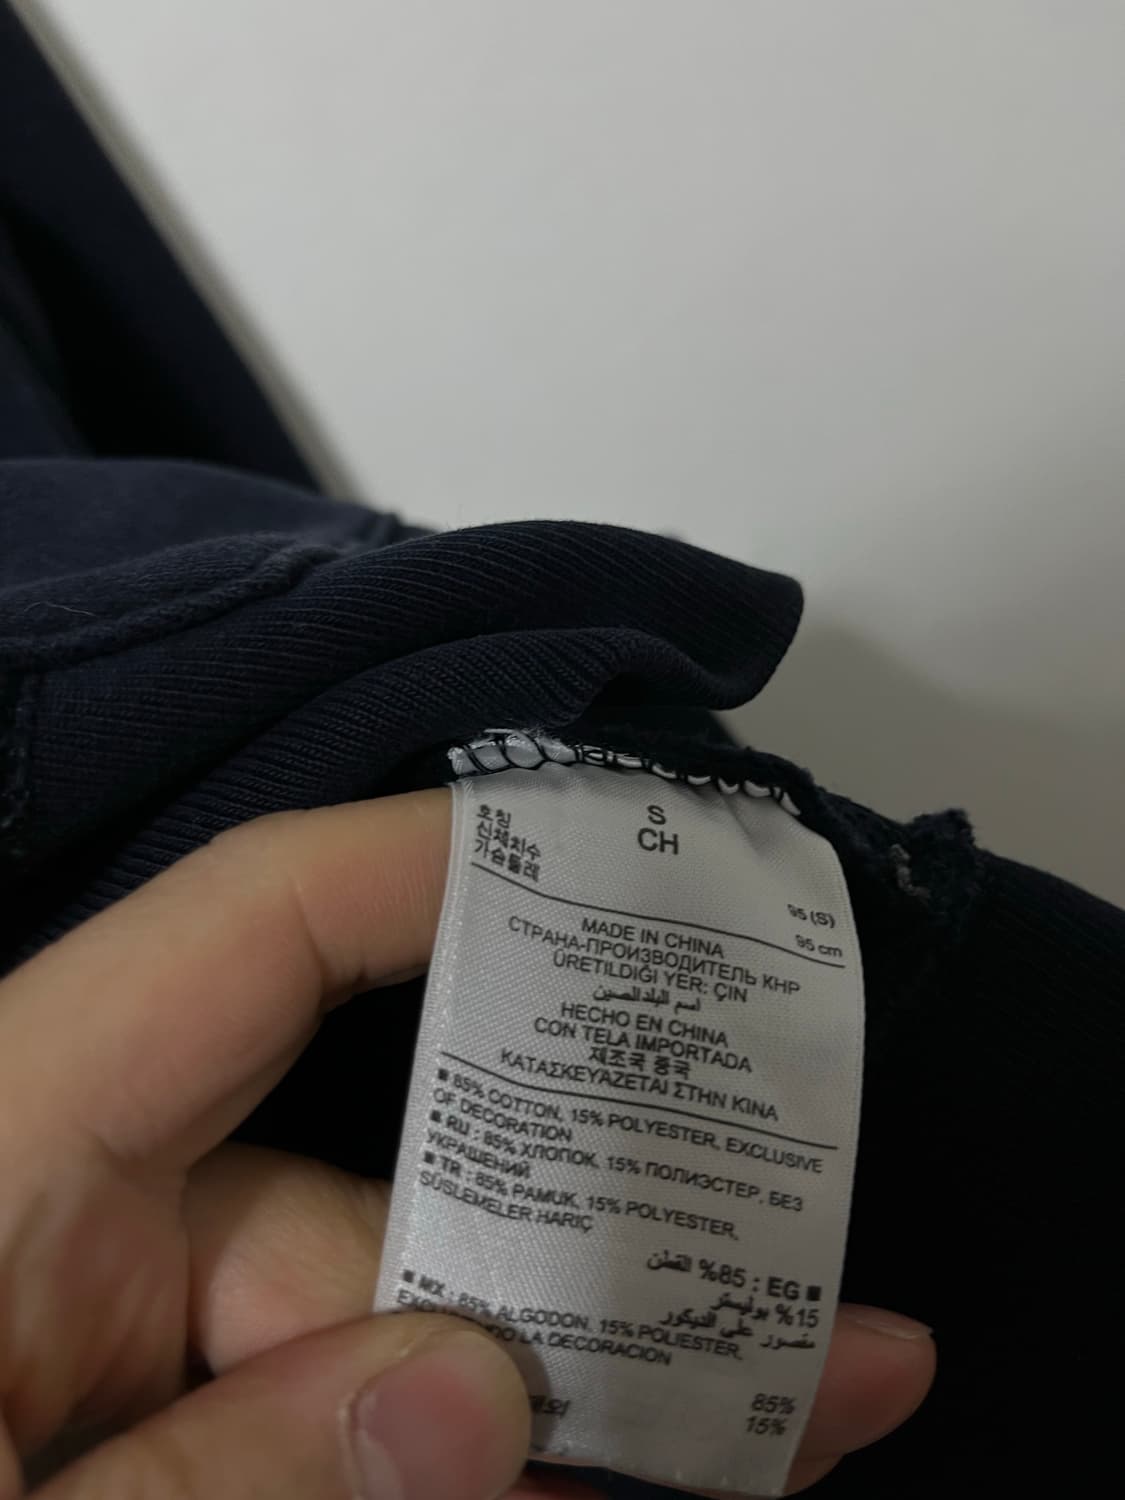 S
CH
호칭
신체치수 95 (S)
가슴둘레 95 cm
MADE IN CHINA
СТРАНА-ПРОИЗВОДИТЕЛЬ КНР
ÜRETILDIĞI YER: ÇIN
اسم البلد:الصين
HECHO EN CHINA
CON TELA IMPORTADA
제조국 중국
ΚΑΤΑΣΚΕΥΆΖΕΤΑΙ ΣΤΗΝ ΚΊΝΑ
■ 85% COTTON, 15% POLYESTER, EXCLUSIVE
OF DECORATION
■ RU : 85% ХЛОПОК, 15% ПОЛИЭСТЕР, БЕЗ
УКРАШЕНИЙ
■ TR : 85% PAMUK, 15% POLYESTER,
SÜSLEMELER HARIÇ
■ EG : 85% القطن
15% بوليستر
مقصور على الديكور
■ MX : 85% ALGODON, 15% POLIESTER,
LA DECORACION
85%
제외 15%